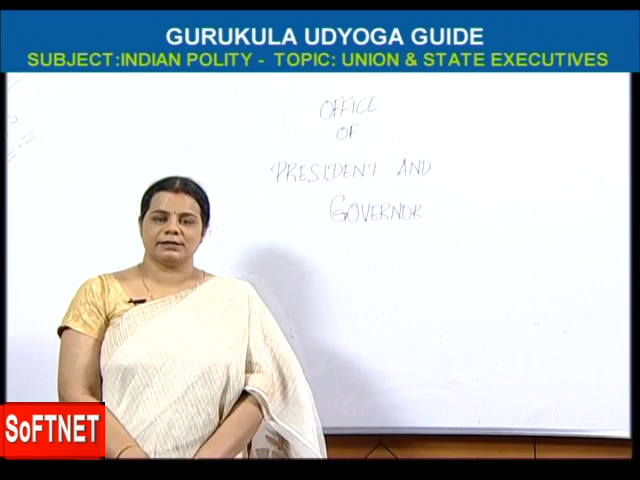 GURUKULA UDYOGA GUIDE
SUBJECT:INDIAN POLITY - TOPIC: UNION & STATE EXECUTIVES
OFFICE
OF
PRESIDENT AND
GOVERNOR
SoFTNET